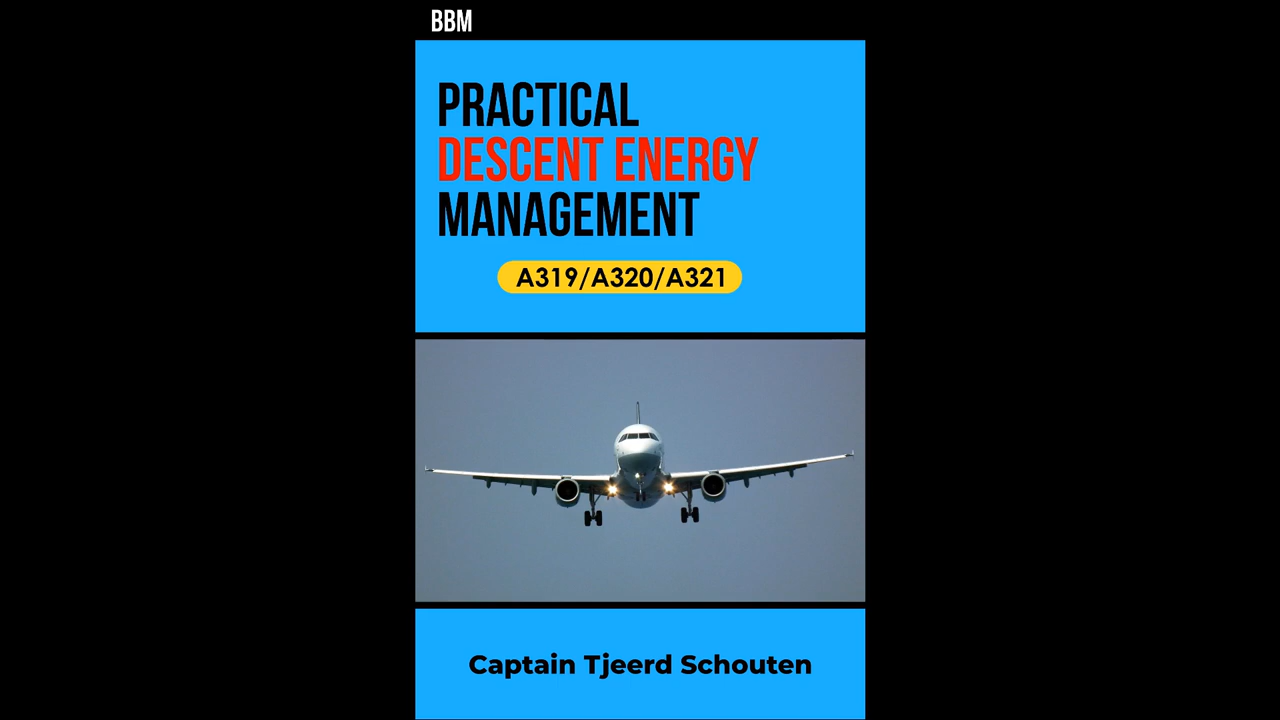 BBM
PRACTICAL
DESCENT ENERGY
MANAGEMENT
A319/A320/A321
Captain Tjeerd Schouten